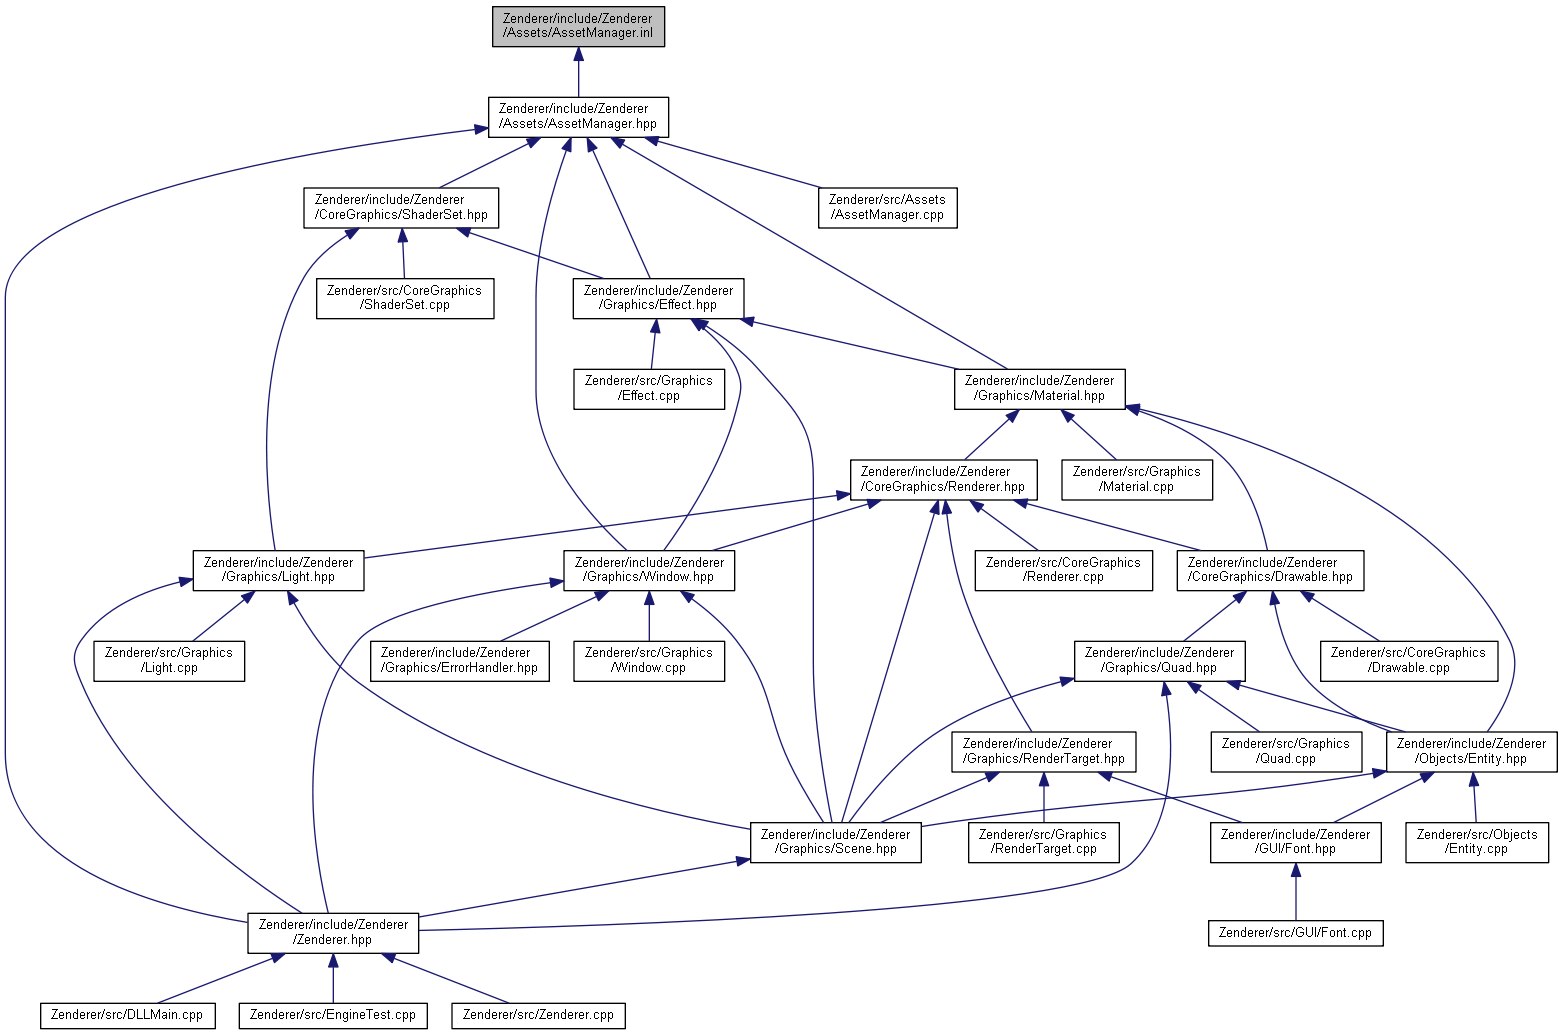 Zenderer/include/Zenderer
/Assets/AssetManager.inl
Zenderer/include/Zenderer
/Assets/AssetManager.hpp
Zenderer/include/Zenderer
/CoreGraphics/ShaderSet.hpp
Zenderer/src/Assets
/AssetManager.cpp
Zenderer/src/CoreGraphics
/ShaderSet.cpp
Zenderer/include/Zenderer
/Graphics/Effect.hpp
Zenderer/src/Graphics
/Effect.cpp
Zenderer/include/Zenderer
/Graphics/Material.hpp
Zenderer/include/Zenderer
/CoreGraphics/Renderer.hpp
Zenderer/src/Graphics
/Material.cpp
Zenderer/include/Zenderer
/Graphics/Light.hpp
Zenderer/include/Zenderer
/Graphics/Window.hpp
Zenderer/src/CoreGraphics
/Renderer.cpp
Zenderer/include/Zenderer
/CoreGraphics/Drawable.hpp
Zenderer/src/Graphics
/Light.cpp
Zenderer/include/Zenderer
/Graphics/ErrorHandler.hpp
Zenderer/src/Graphics
/Window.cpp
Zenderer/include/Zenderer
/Graphics/Quad.hpp
Zenderer/src/CoreGraphics
/Drawable.cpp
Zenderer/include/Zenderer
/Graphics/RenderTarget.hpp
Zenderer/src/Graphics
/Quad.cpp
Zenderer/include/Zenderer
/Objects/Entity.hpp
Zenderer/include/Zenderer
/Graphics/Scene.hpp
Zenderer/src/Graphics
/RenderTarget.cpp
Zenderer/include/Zenderer
/GUI/Font.hpp
Zenderer/src/Objects
/Entity.cpp
Zenderer/include/Zenderer
/Zenderer.hpp
Zenderer/src/GUI/Font.cpp
Zenderer/src/DLLMain.cpp
Zenderer/src/EngineTest.cpp
Zenderer/src/Zenderer.cpp